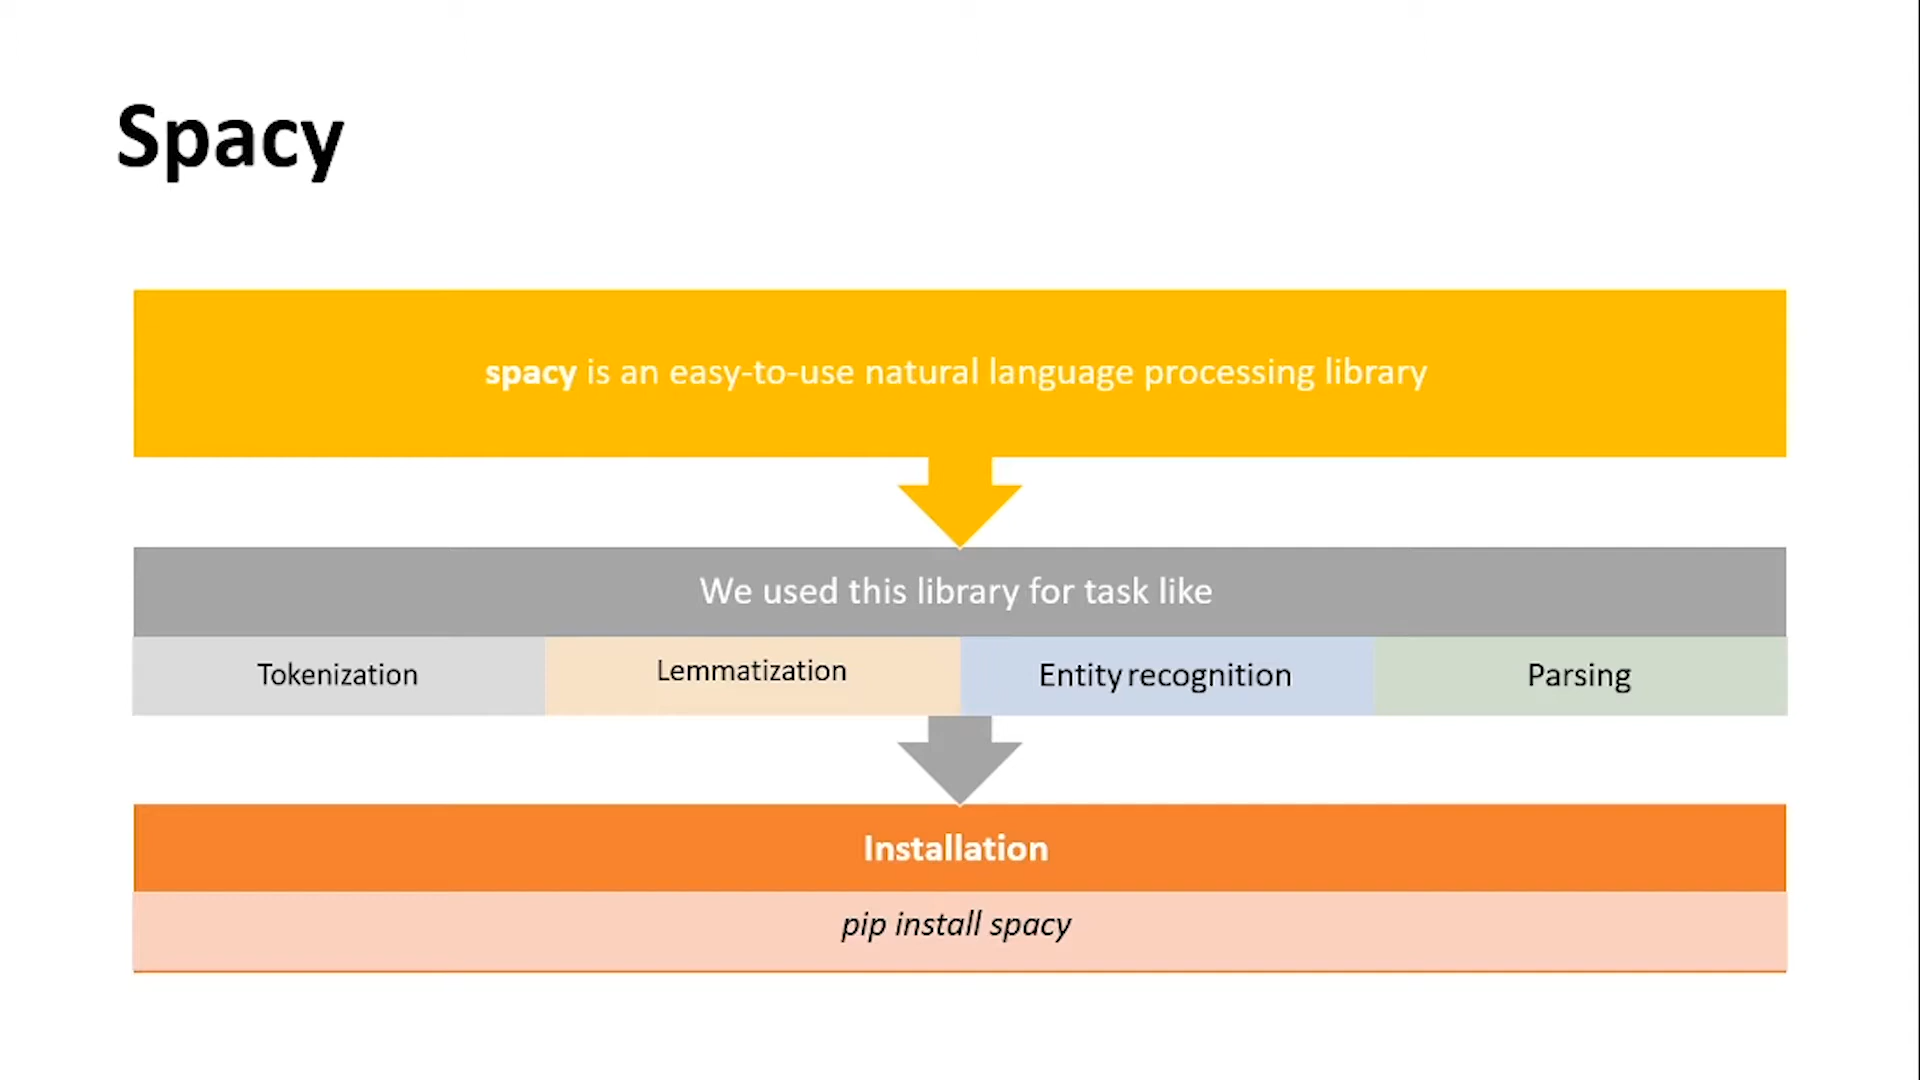 Spacy
spacy is an easy-to-use natural language processing library
We used this library for task like
Tokenization
Lemmatization
Entity recognition
Parsing
Installation
pip install spacy